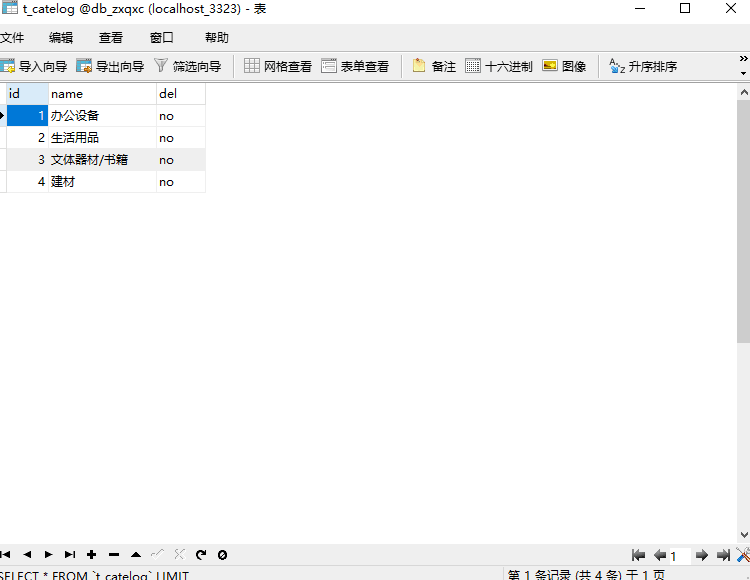 t_catelog @db_zxqxc (localhost_3323) - 表
文件 编辑 查看 窗口 帮助
导入向导 导出向导 筛选向导 网格查看 表单查看 备注 十六进制 图像 升序排序
id name del
1 办公设备 no
2 生活用品 no
3 文体器材/书籍 no
4 建材 no
1
SELECT * FROM `t_catelog` LIMIT 第 1 条记录 (共 4 条) 于 1 页